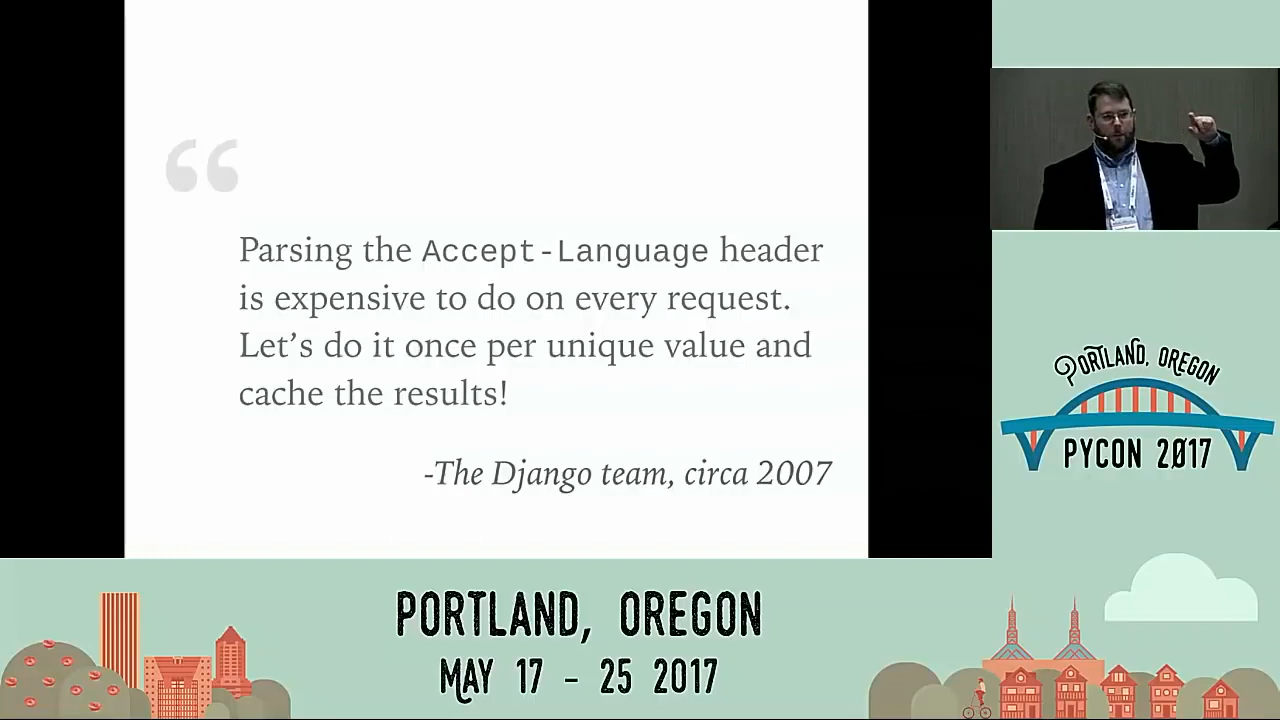 “
Parsing the Accept-Language header
is expensive to do on every request.
Let’s do it once per unique value and
cache the results!
-The Django team, circa 2007
PORTLAND, OREGON
PYCON 2017
PORTLAND, OREGON
MAY 17 - 25 2017